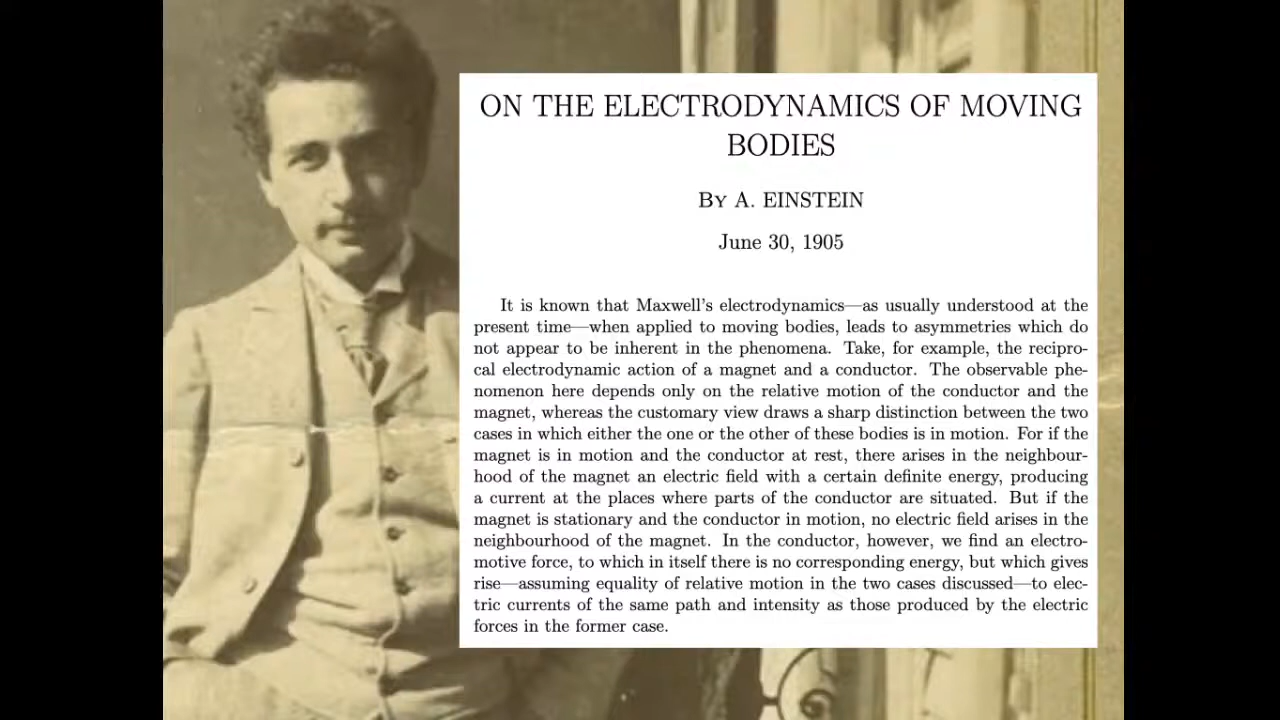 ON THE ELECTRODYNAMICS OF MOVING
BODIES
By A. EINSTEIN
June 30, 1905
It is known that Maxwell's electrodynamics—as usually understood at the
present time—when applied to moving bodies, leads to asymmetries which do
not appear to be inherent in the phenomena. Take, for example, the recipro-
cal electrodynamic action of a magnet and a conductor. The observable phe-
nomenon here depends only on the relative motion of the conductor and the
magnet, whereas the customary view draws a sharp distinction between the two
cases in which either the one or the other of these bodies is in motion. For if the
magnet is in motion and the conductor at rest, there arises in the neighbour-
hood of the magnet an electric field with a certain definite energy, producing
a current at the places where parts of the conductor are situated. But if the
magnet is stationary and the conductor in motion, no electric field arises in the
neighbourhood of the magnet. In the conductor, however, we find an electro-
motive force, to which in itself there is no corresponding energy, but which gives
rise—assuming equality of relative motion in the two cases discussed—to elec-
tric currents of the same path and intensity as those produced by the electric
forces in the former case.